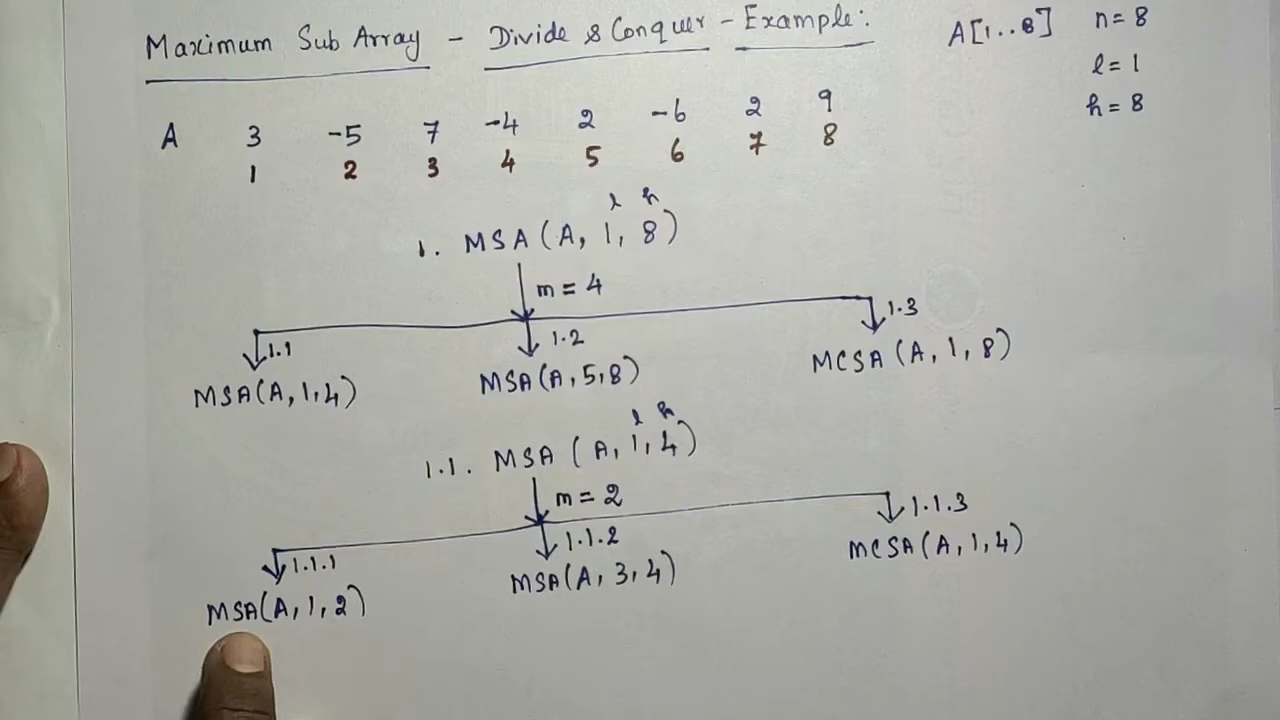 Maximum Sub Array - Divide & Conquer - Example:
A[1..8] n=8
l=1
h=8
A 3 -5 7 -4 2 -6 2 9
1 2 3 4 5 6 7 8
l h
1. MSA(A, 1, 8)
m=4
1.1 1.2 1.3
MSA(A,1,4) MSA(A,5,8) MCSA(A,1,8)
l h
1.1. MSA (A,1,4)
m=2
1.1.1 1.1.2 1.1.3
MSA(A,1,2) MSA(A,3,4) MCSA(A,1,4)